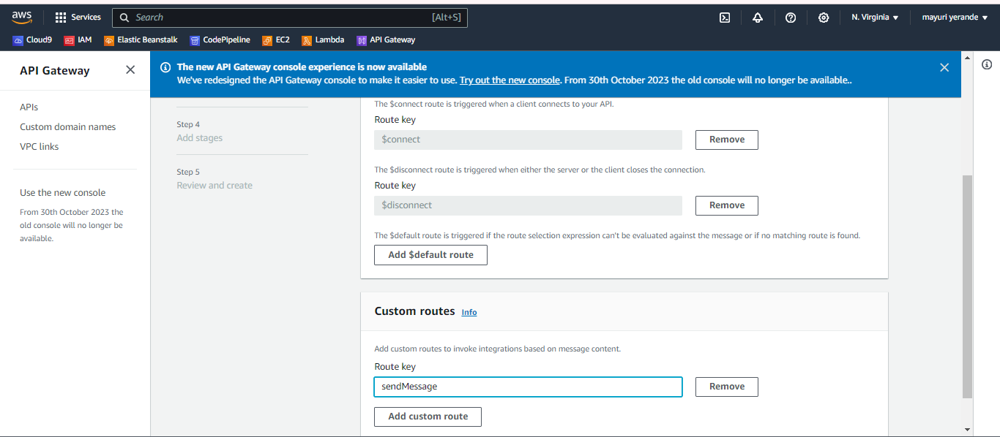 aws
Services
Search
[Alt+S]
N. Virginia
mayuri yerande
Cloud9
IAM
Elastic Beanstalk
CodePipeline
EC2
Lambda
API Gateway
API Gateway
APIs
Custom domain names
VPC links
Use the new console
From 30th October 2023 the
old console will no longer be
available.
The new API Gateway console experience is now available
We've redesigned the API Gateway console to make it easier to use. Try out the new console. From 30th October 2023 the old console will no longer be available..
Step 4
Add stages
Step 5
Review and create
The $connect route is triggered when a client connects to your API.
Route key
$connect
Remove
The $disconnect route is triggered when either the server or the client closes the connection.
Route key
$disconnect
Remove
The $default route is triggered if the route selection expression can't be evaluated against the message or if no matching route is found.
Add $default route
Custom routes Info
Add custom routes to invoke integrations based on message content.
Route key
sendMessage
Remove
Add custom route